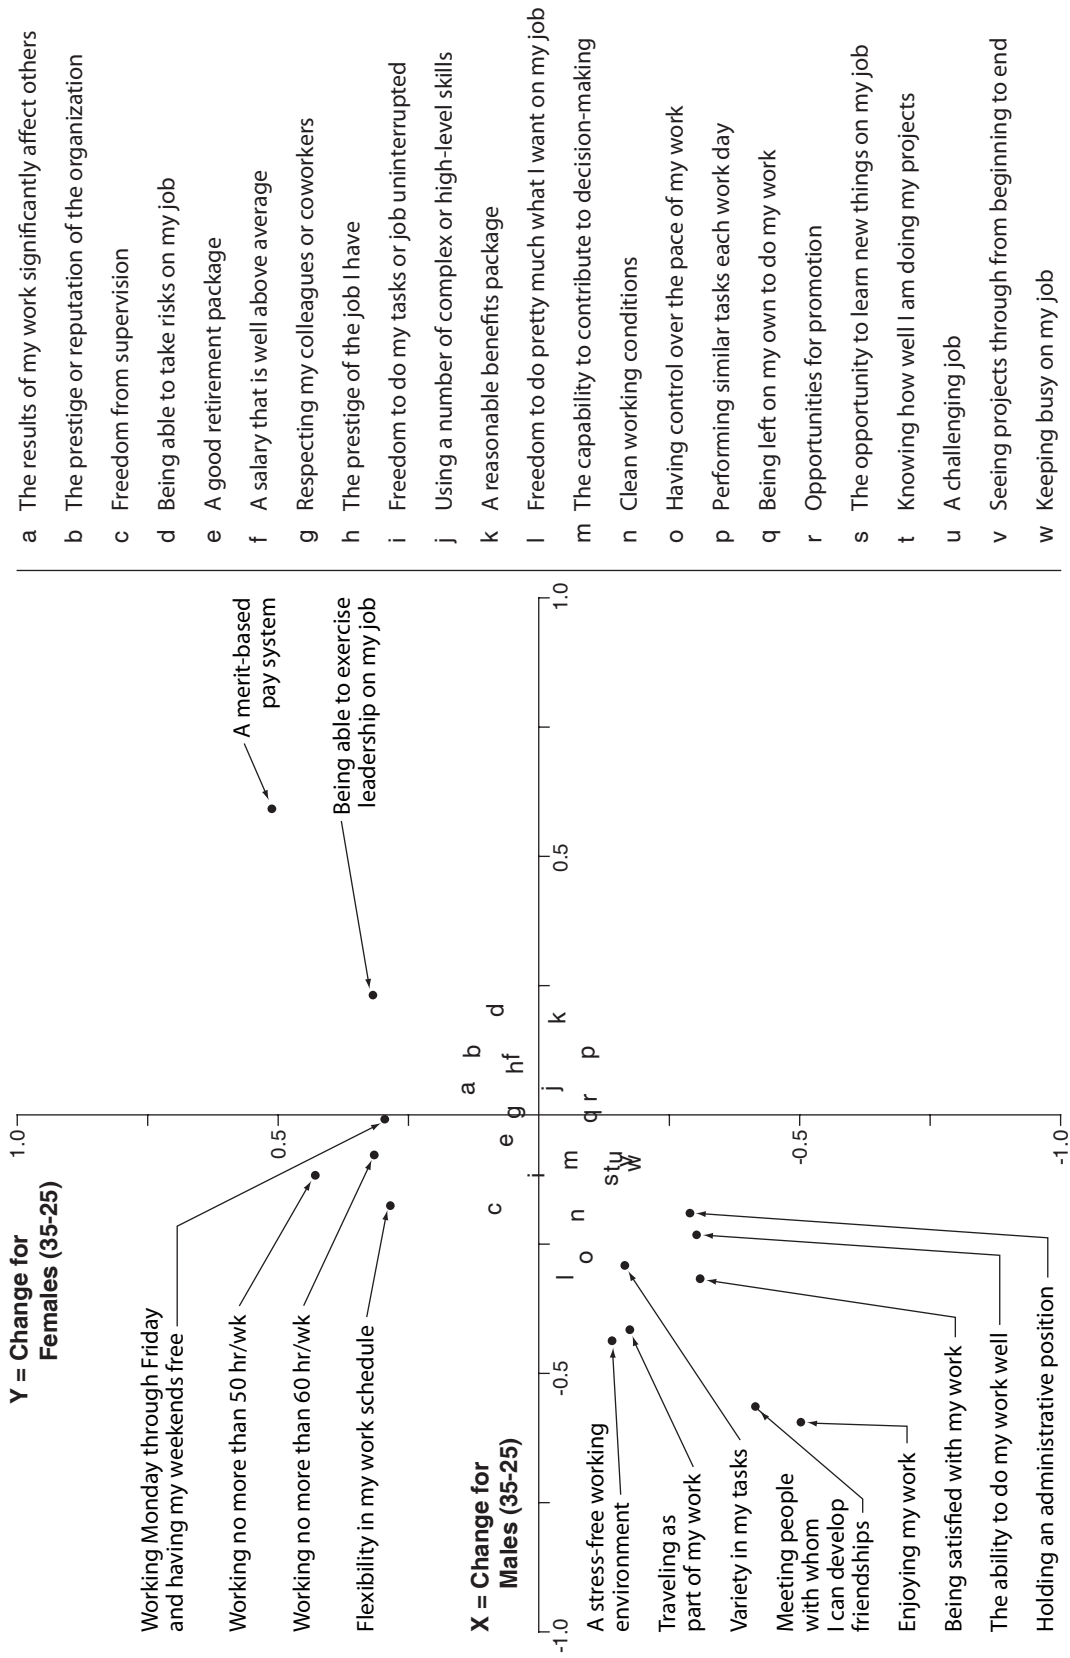 Y = Change for
Females (35-25)
1.0
0.5
-0.5
-1.0
X = Change for
Males (35-25)
-1.0
-0.5
0.5
1.0
Working Monday through Friday
and having my weekends free
Working no more than 50 hr/wk
Working no more than 60 hr/wk
Flexibility in my work schedule
A merit-based
pay system
Being able to exercise
leadership on my job
A stress-free working
environment
Traveling as
part of my work
Variety in my tasks
Meeting people
with whom
I can develop
friendships
Enjoying my work
Being satisfied with my work
The ability to do my work well
Holding an administrative position
a
b
c
d
e
f
g
h
i
j
k
l
m
n
o
p
q
r
s
t
u
v
w
a The results of my work significantly affect others
b The prestige or reputation of the organization
c Freedom from supervision
d Being able to take risks on my job
e A good retirement package
f A salary that is well above average
g Respecting my colleagues or coworkers
h The prestige of the job I have
i Freedom to do my tasks or job uninterrupted
j Using a number of complex or high-level skills
k A reasonable benefits package
l Freedom to do pretty much what I want on my job
m The capability to contribute to decision-making
n Clean working conditions
o Having control over the pace of my work
p Performing similar tasks each work day
q Being left on my own to do my work
r Opportunities for promotion
s The opportunity to learn new things on my job
t Knowing how well I am doing my projects
u A challenging job
v Seeing projects through from beginning to end
w Keeping busy on my job